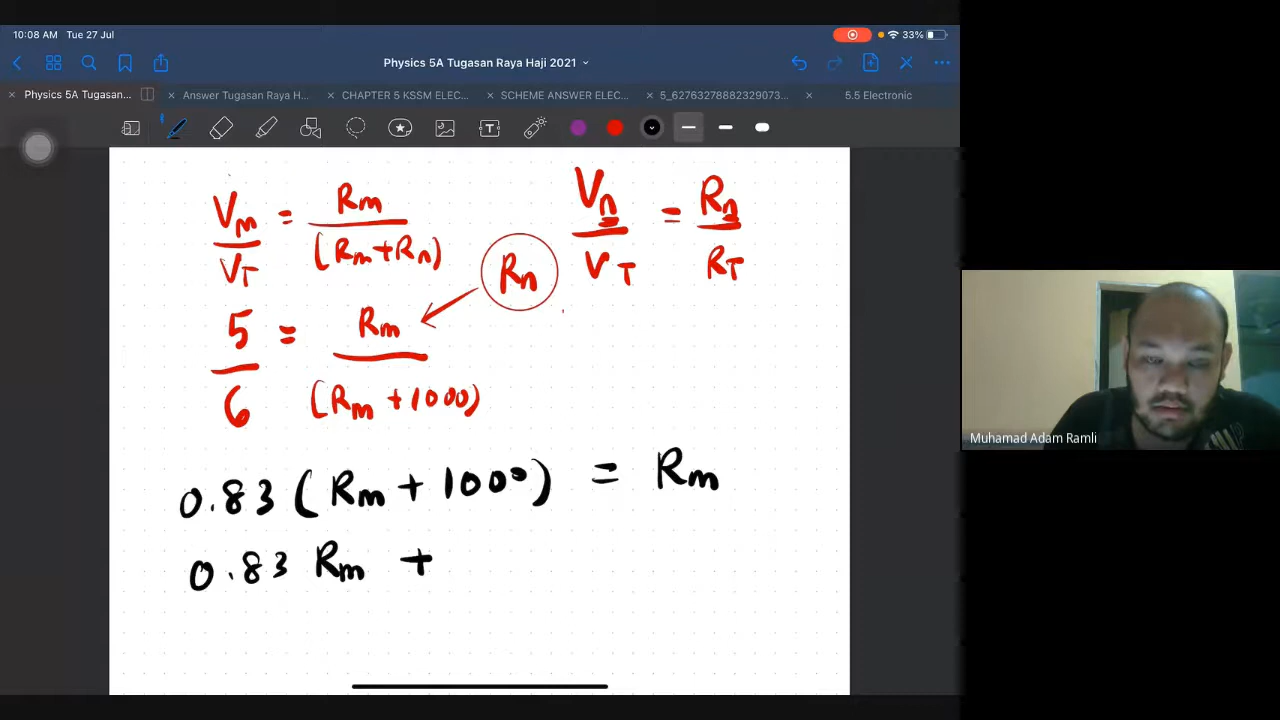 10:08 AM Tue 27 Jul
33%
Physics 5A Tugasan Raya Haji 2021
Physics 5A Tugasan...
Answer Tugasan Raya H...
CHAPTER 5 KSSM ELEC...
SCHEME ANSWER ELEC...
5_62763278882329073...
5.5 Electronic
Vm/VT = Rm/(Rm+Rn)
Vn/VT = Rn/RT
Rn
5/6 = Rm/(Rm+1000)
0.83 (Rm + 1000) = Rm
0.83 Rm +
Muhamad Adam Ramli